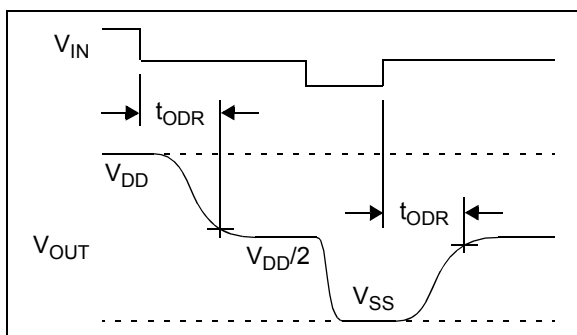 V_IN
t_ODR
V_DD
t_ODR
V_OUT
V_DD/2
V_SS